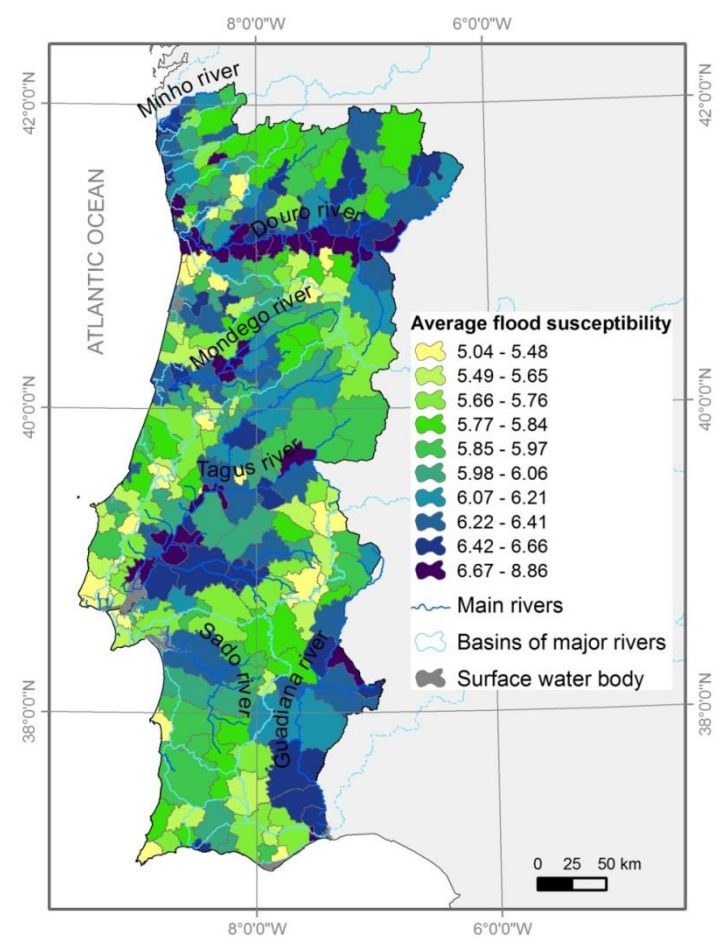 8°0'0"W
6°0'0"W
42°0'0"N
42°0'0"N
Minho river
ATLANTIC OCEAN
Douro river
Mondego river
Average flood susceptibility
5.04 - 5.48
5.49 - 5.65
5.66 - 5.76
5.77 - 5.84
5.85 - 5.97
5.98 - 6.06
6.07 - 6.21
6.22 - 6.41
6.42 - 6.66
6.67 - 8.86
Main rivers
Basins of major rivers
Surface water body
40°0'0"N
40°0'0"N
Tagus river
Sado river
Guadiana river
38°0'0"N
38°0'0"N
0 25 50 km
8°0'0"W
6°0'0"W